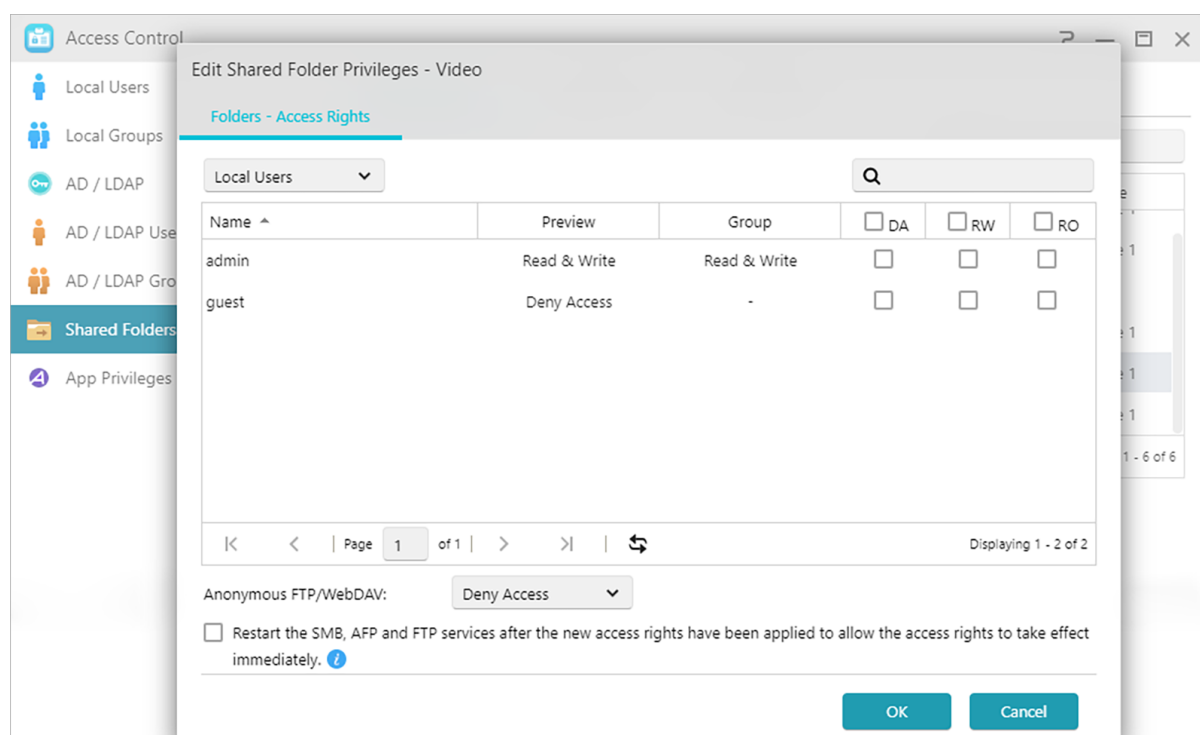 Access Control
Edit Shared Folder Privileges - Video
Local Users
Folders - Access Rights
Local Groups
AD / LDAP
Local Users
Name Preview Group DA RW RO
AD / LDAP Use
admin Read & Write Read & Write
1
AD / LDAP Gro
guest Deny Access -
Shared Folders
1
App Privileges
1
1
1 - 6 of 6
Page 1 of 1 Displaying 1 - 2 of 2
Anonymous FTP/WebDAV: Deny Access
Restart the SMB, AFP and FTP services after the new access rights have been applied to allow the access rights to take effect
immediately. i
OK Cancel